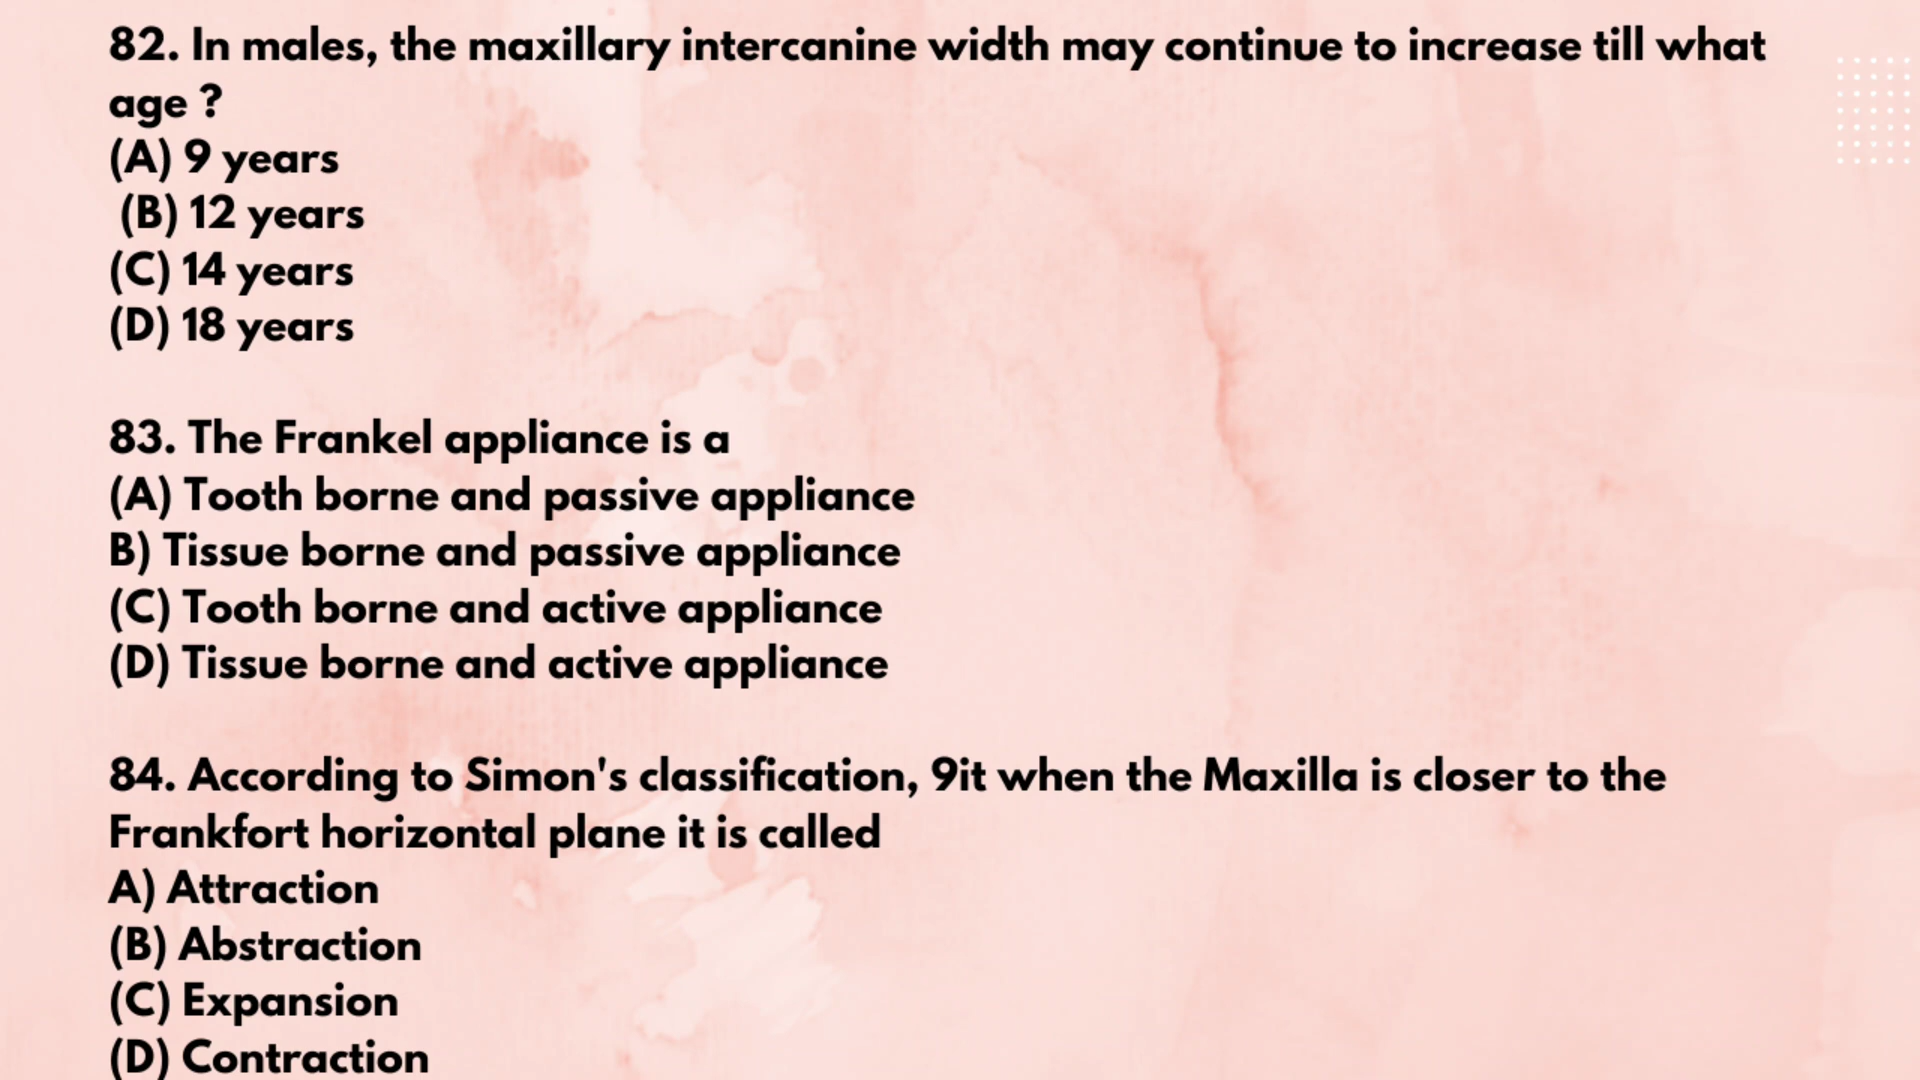 82. In males, the maxillary intercanine width may continue to increase till what
age ?
(A) 9 years
(B) 12 years
(C) 14 years
(D) 18 years
83. The Frankel appliance is a
(A) Tooth borne and passive appliance
B) Tissue borne and passive appliance
(C) Tooth borne and active appliance
(D) Tissue borne and active appliance
84. According to Simon's classification, 9it when the Maxilla is closer to the
Frankfort horizontal plane it is called
A) Attraction
(B) Abstraction
(C) Expansion
(D) Contraction